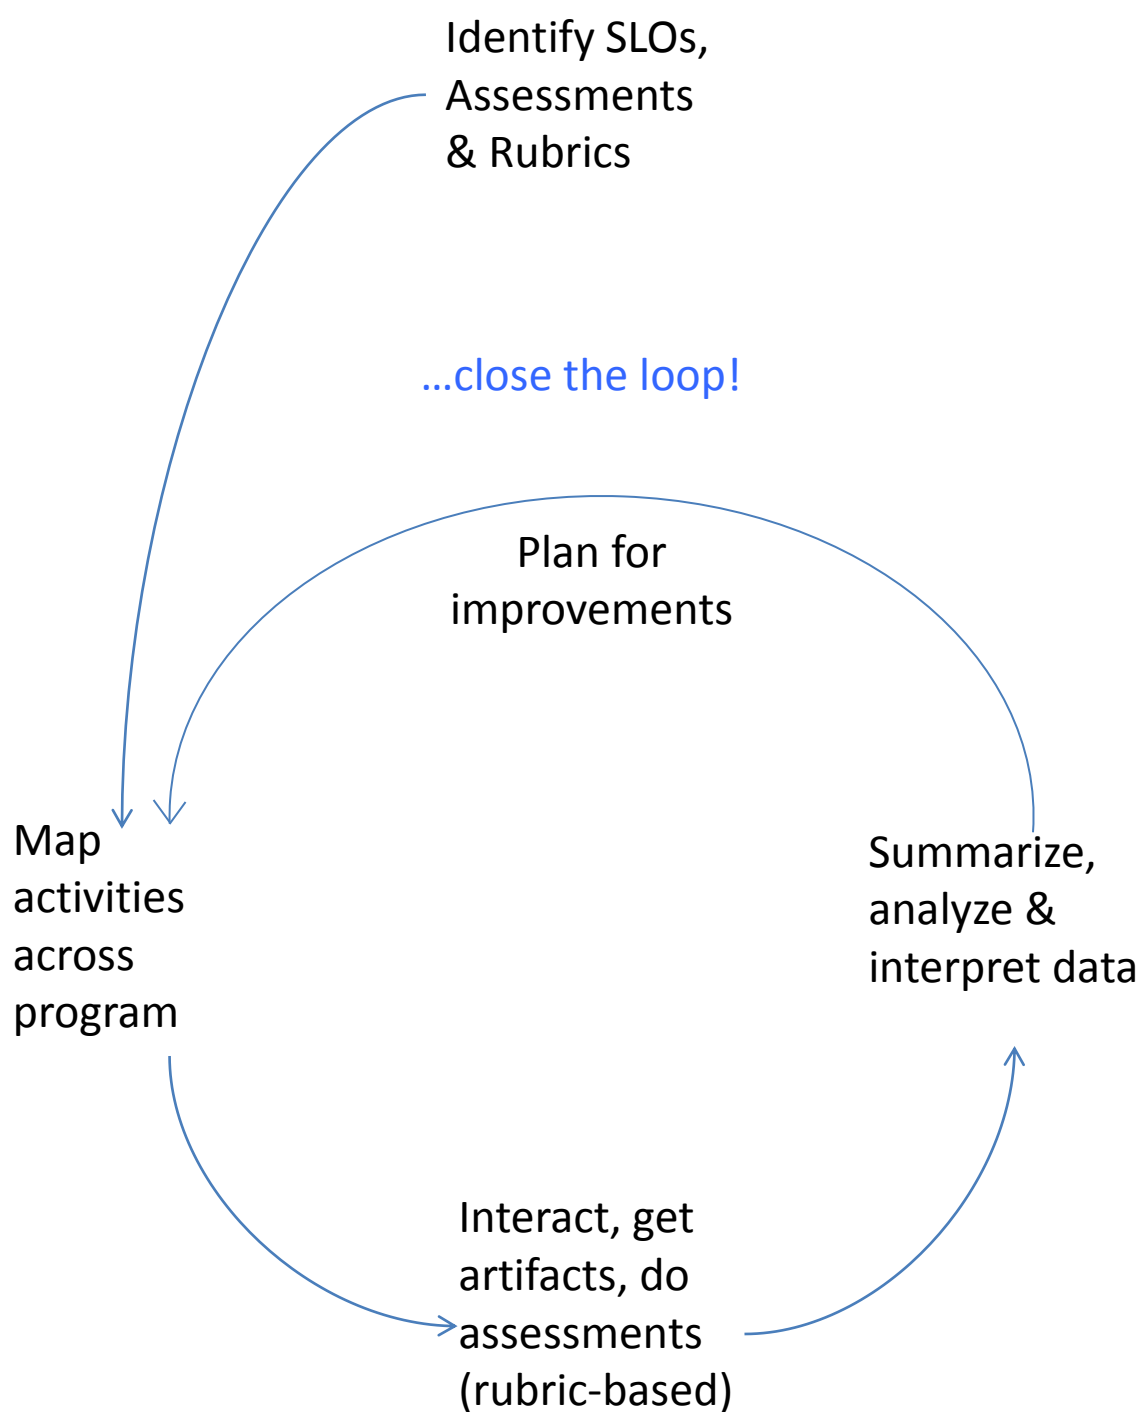 Identify SLOs,
Assessments
& Rubrics
…close the loop!
Plan for
improvements
Map
activities
across
program
Summarize,
analyze &
interpret data
Interact, get
artifacts, do
assessments
(rubric-based)